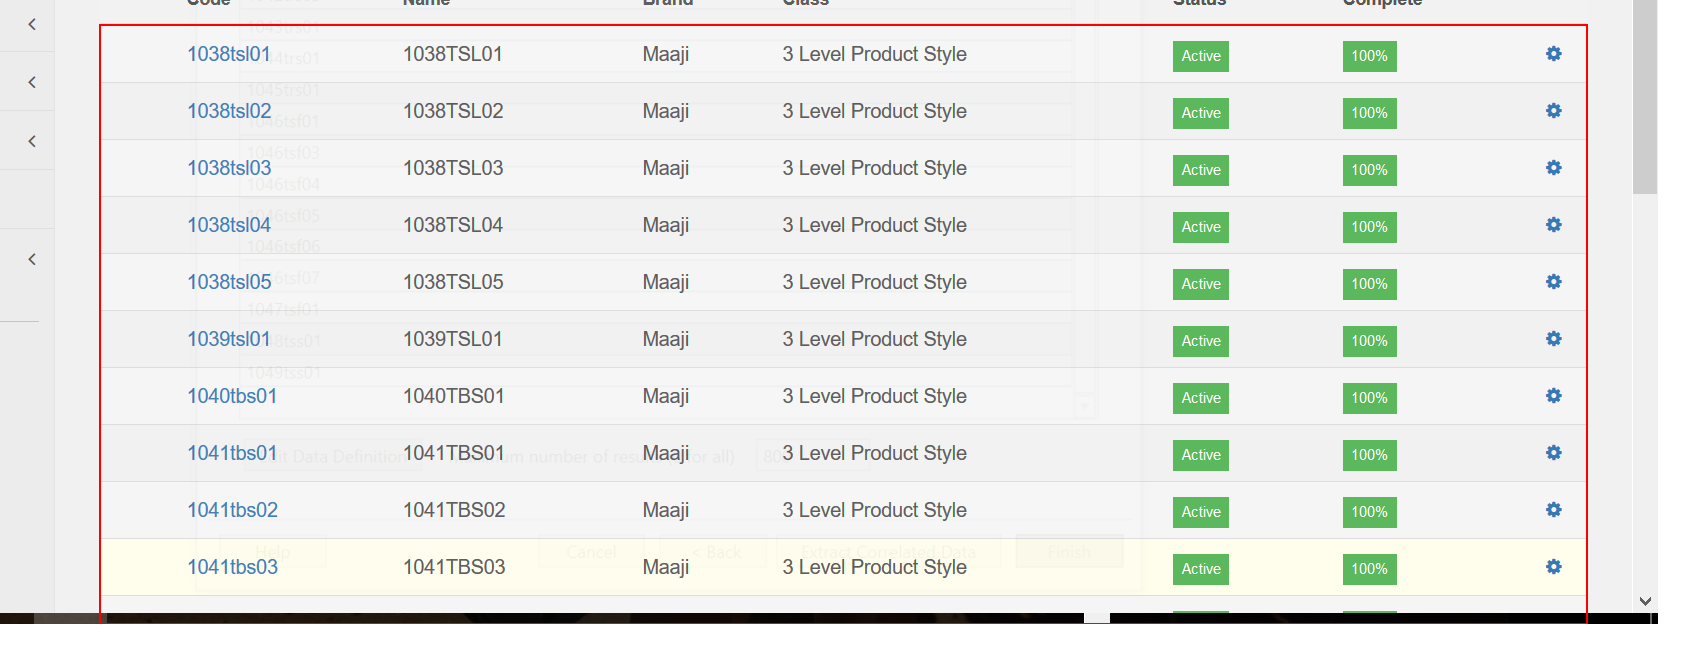 Code Name Brand Class Status Complete
1038tsl01 1038TSL01 Maaji 3 Level Product Style Active 100%
1038tsl02 1038TSL02 Maaji 3 Level Product Style Active 100%
1038tsl03 1038TSL03 Maaji 3 Level Product Style Active 100%
1038tsl04 1038TSL04 Maaji 3 Level Product Style Active 100%
1038tsl05 1038TSL05 Maaji 3 Level Product Style Active 100%
1039tsl01 1039TSL01 Maaji 3 Level Product Style Active 100%
1040tbs01 1040TBS01 Maaji 3 Level Product Style Active 100%
1041tbs01 1041TBS01 Maaji 3 Level Product Style Active 100%
1041tbs02 1041TBS02 Maaji 3 Level Product Style Active 100%
1041tbs03 1041TBS03 Maaji 3 Level Product Style Active 100%
1045trs01
1046tsf01
1046tsf03
1046tsf04
1046tsf05
1046tsf06
1047tsf01
1049tss01
Data Definition number of for all) 80
Help Cancel < Back Extract Correlated Data Finish